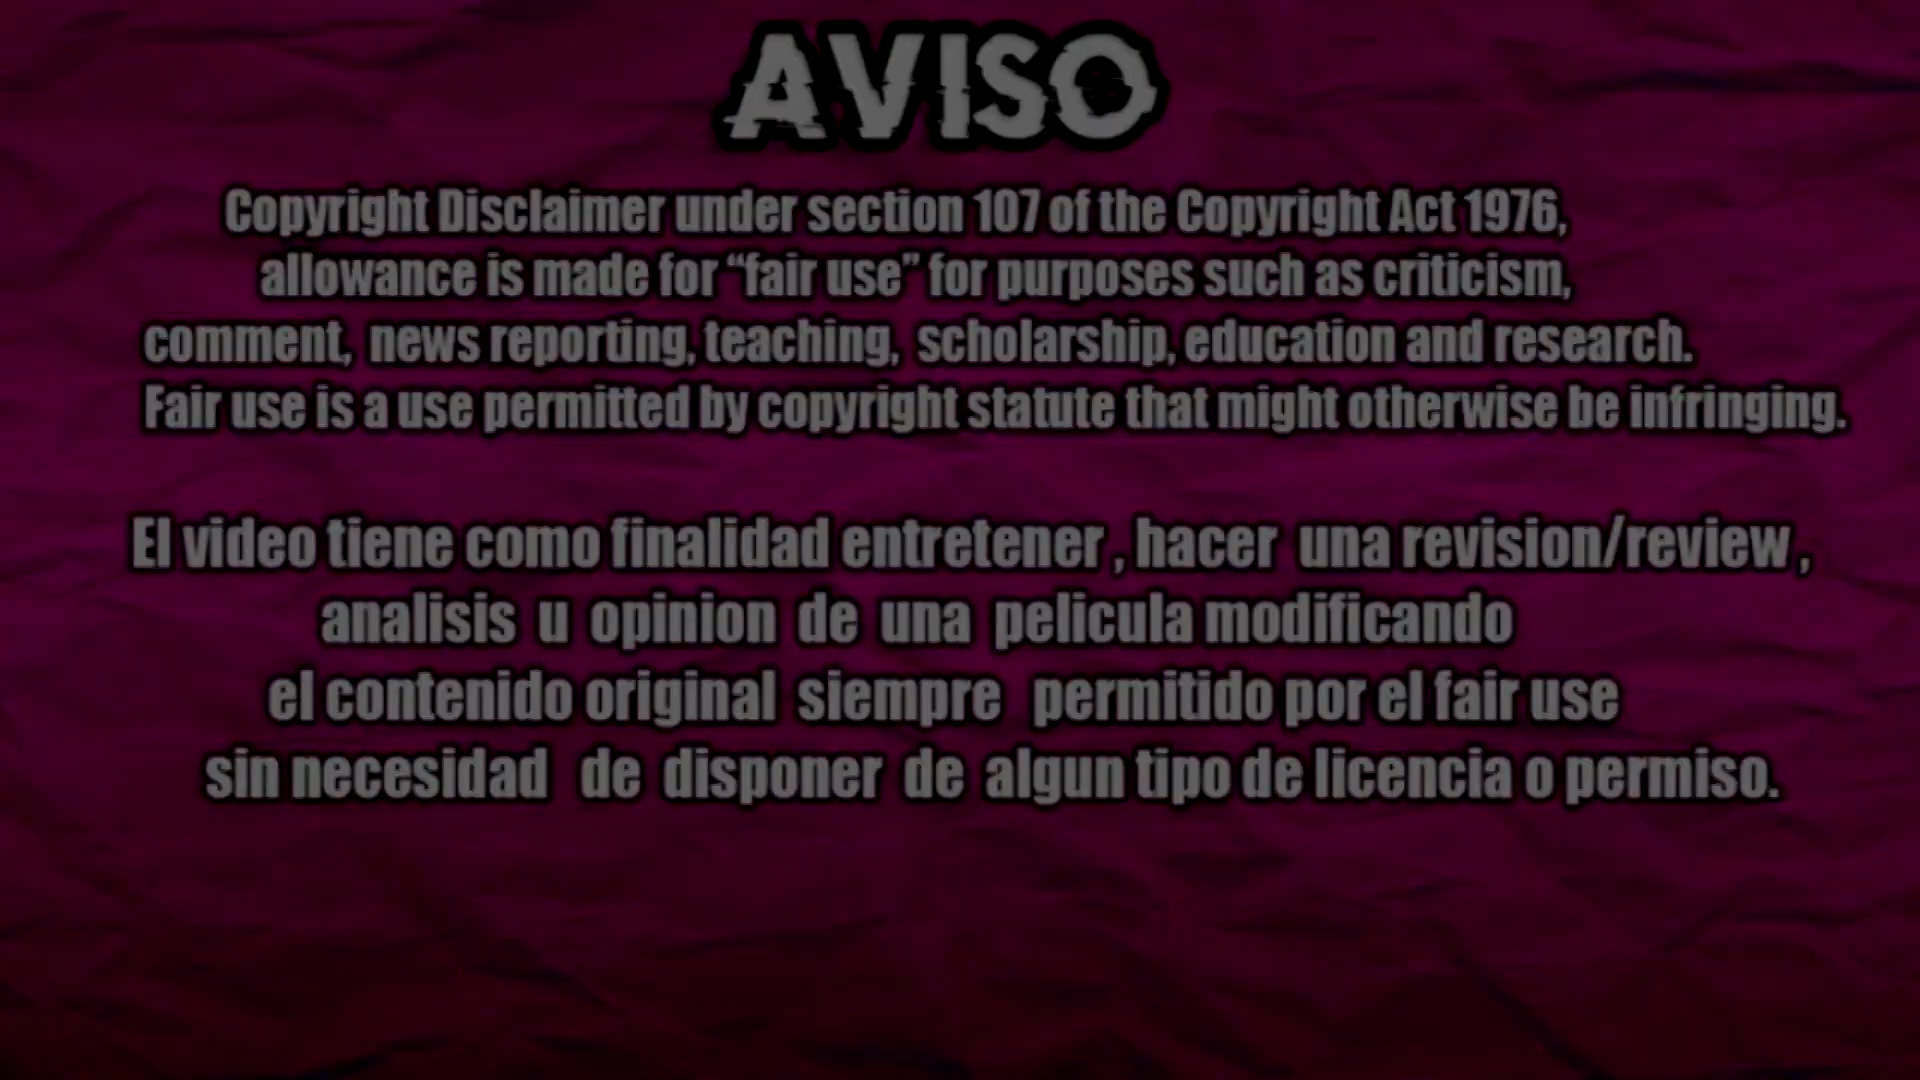 AVISO
Copyright Disclaimer under section 107 of the Copyright Act 1976,
allowance is made for “fair use” for purposes such as criticism,
comment, news reporting, teaching, scholarship, education and research.
Fair use is a use permitted by copyright statute that might otherwise be infringing.
El video tiene como finalidad entretener , hacer una revision/review ,
analisis u opinion de una pelicula modificando
el contenido original siempre permitido por el fair use
sin necesidad de disponer de algun tipo de licencia o permiso.